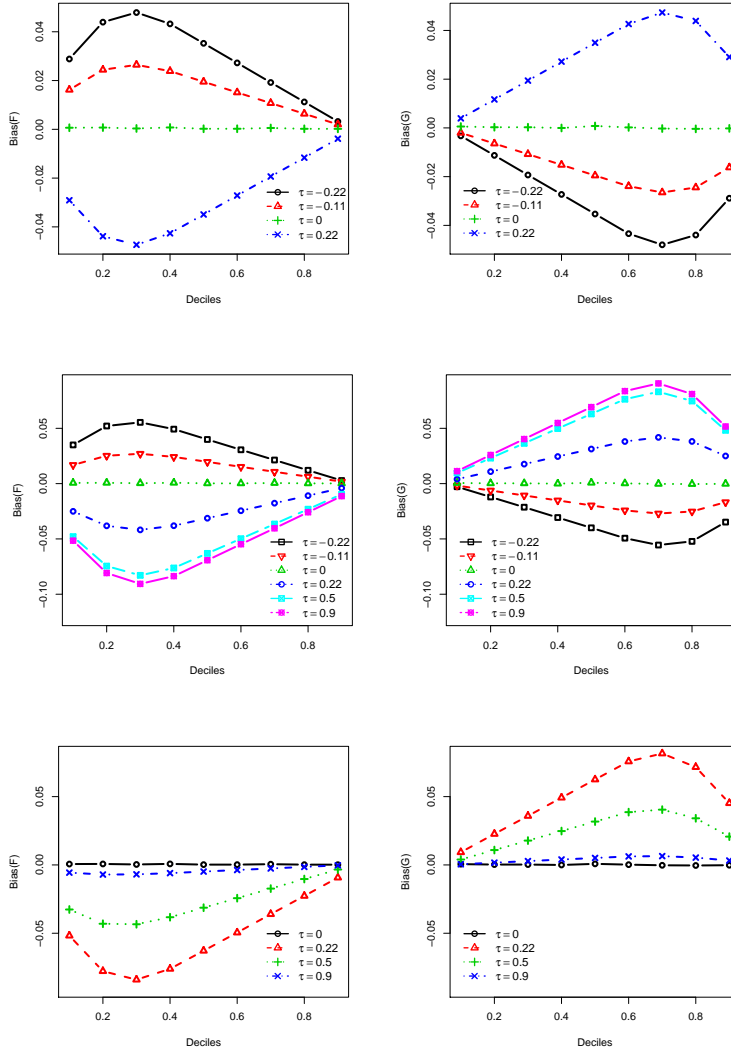 0.04
0.02
0.00
−0.02
−0.04
Bias(F)
τ = −0.22
τ = −0.11
τ = 0
τ = 0.22
0.2 0.4 0.6 0.8
Deciles
0.04
0.02
0.00
−0.02
−0.04
Bias(G)
τ = −0.22
τ = −0.11
τ = 0
τ = 0.22
0.2 0.4 0.6 0.8
Deciles
0.05
0.00
−0.05
−0.10
Bias(F)
τ = −0.22
τ = −0.11
τ = 0
τ = 0.22
τ = 0.5
τ = 0.9
0.2 0.4 0.6 0.8
Deciles
0.05
0.00
−0.05
−0.10
Bias(G)
τ = −0.22
τ = −0.11
τ = 0
τ = 0.22
τ = 0.5
τ = 0.9
0.2 0.4 0.6 0.8
Deciles
0.05
0.00
−0.05
Bias(F)
τ = 0
τ = 0.22
τ = 0.5
τ = 0.9
0.2 0.4 0.6 0.8
Deciles
0.05
0.00
−0.05
Bias(G)
τ = 0
τ = 0.22
τ = 0.5
τ = 0.9
0.2 0.4 0.6 0.8
Deciles